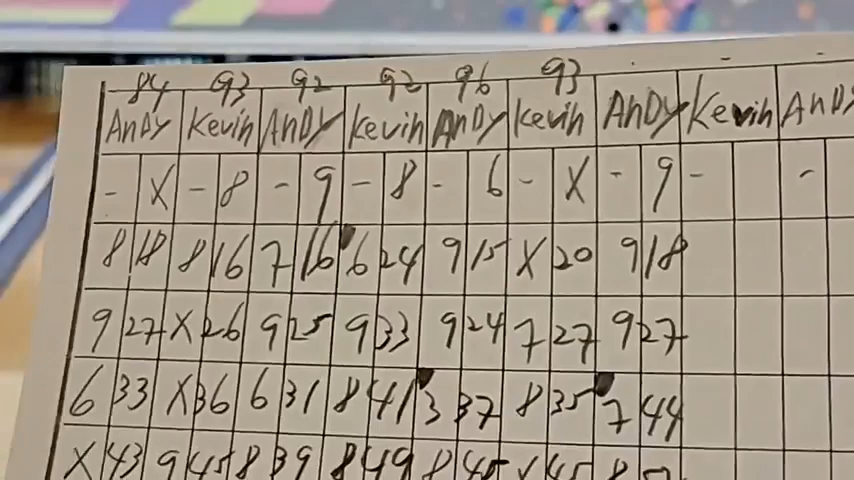 84 93 92 92 96 93
AnDy Kevin AnDy Kevin AnDy Kevin AnDy Kevin AnDy
- X - 8 - 9 - 8 - 6 - X - 9 - -
8 18 8 16 7 16 6 24 9 15 X 20 9 18
9 27 X 26 9 25 9 33 9 24 7 27 9 27
6 33 X 36 6 31 8 41 3 37 8 35 7 44
X 43 9 45 8 39 8 49 8 45 X 45 8